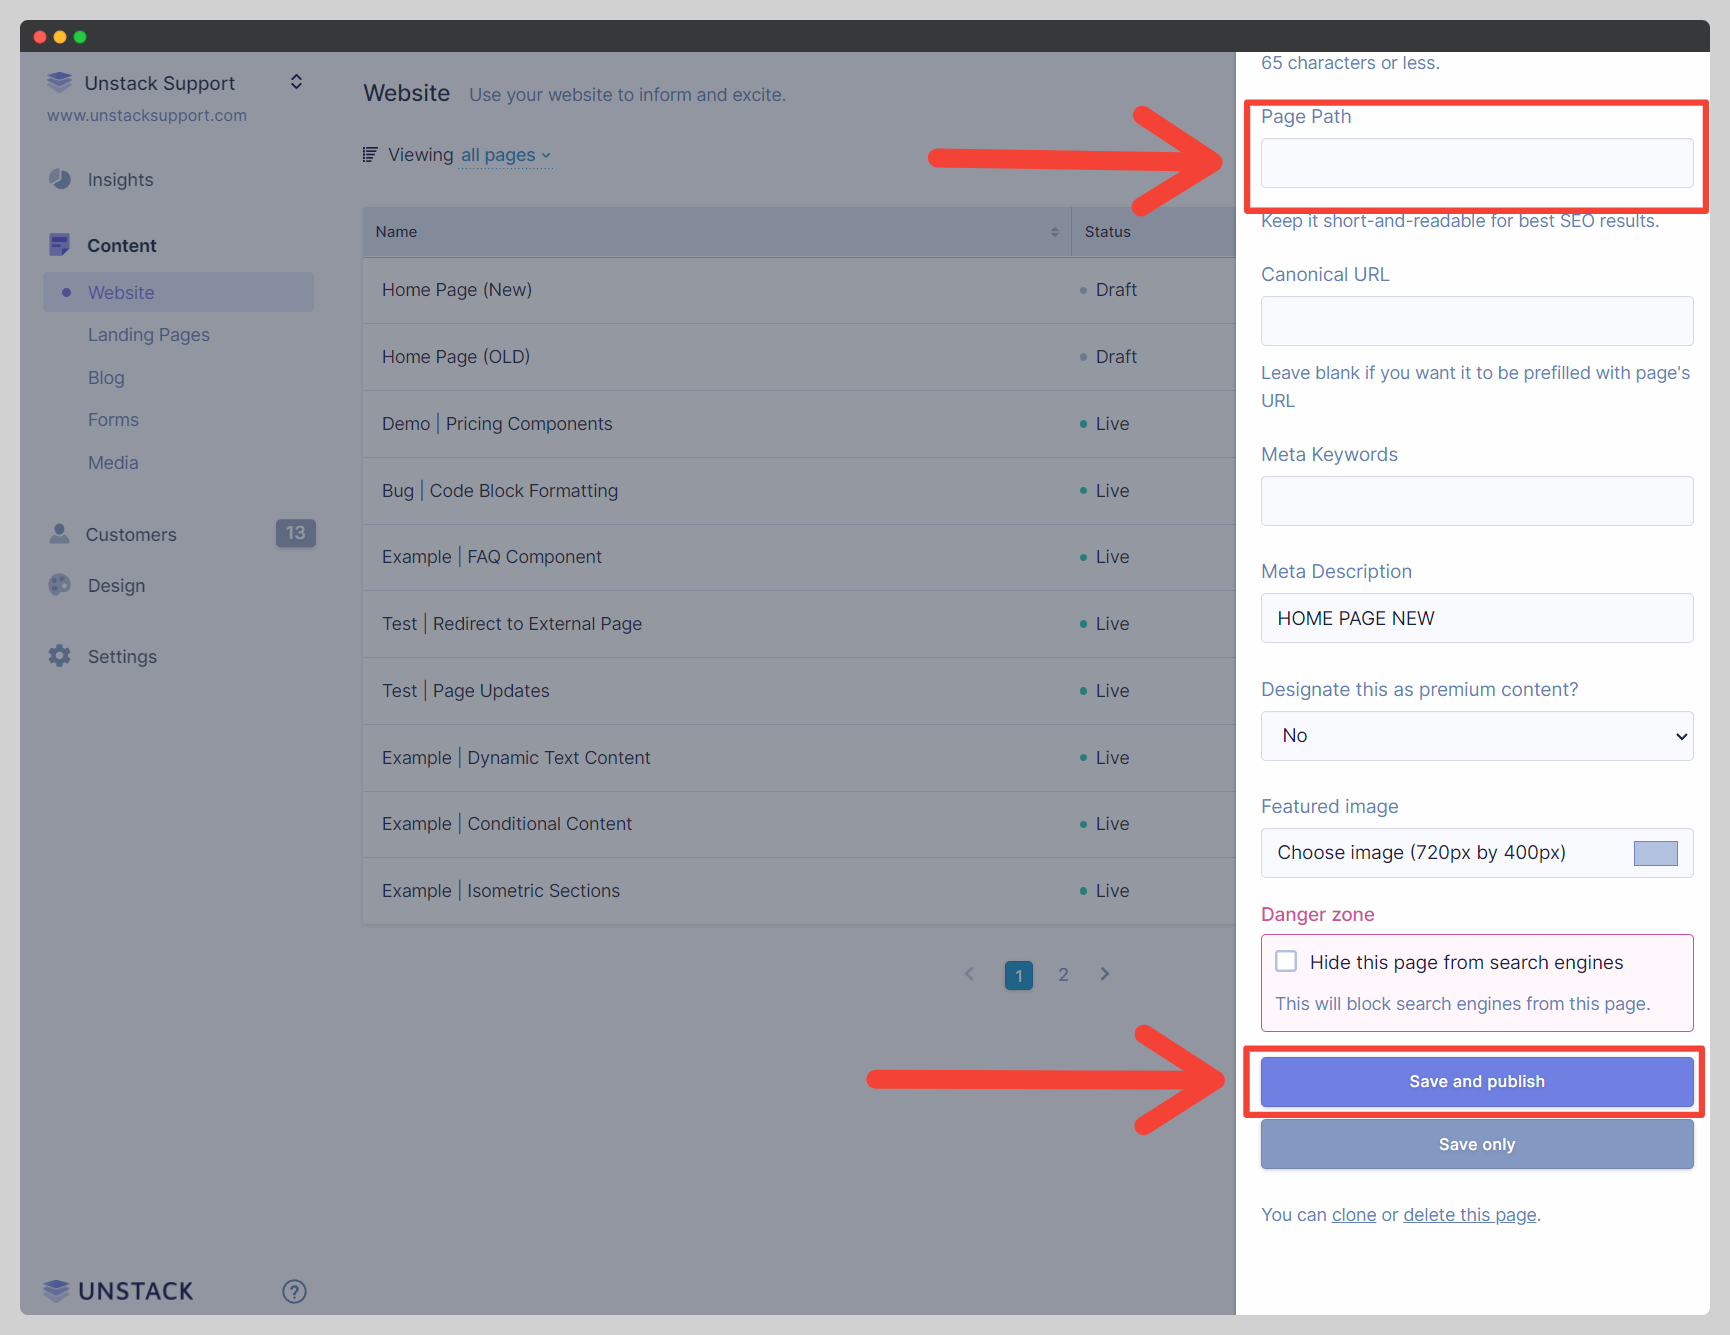 Unstack Support
www.unstacksupport.com
Insights
Content
Website
Landing Pages
Blog
Forms
Media
Customers
13
Design
Settings
UNSTACK
?
Website
Use your website to inform and excite.
Viewing all pages
Name
Status
Home Page (New)
Draft
Home Page (OLD)
Draft
Demo | Pricing Components
Live
Bug | Code Block Formatting
Live
Example | FAQ Component
Live
Test | Redirect to External Page
Live
Test | Page Updates
Live
Example | Dynamic Text Content
Live
Example | Conditional Content
Live
Example | Isometric Sections
Live
1
2
65 characters or less.
Page Path
Keep it short-and-readable for best SEO results.
Canonical URL
Leave blank if you want it to be prefilled with page's
URL
Meta Keywords
Meta Description
HOME PAGE NEW
Designate this as premium content?
No
Featured image
Choose image (720px by 400px)
Danger zone
Hide this page from search engines
This will block search engines from this page.
Save and publish
Save only
You can clone or delete this page.